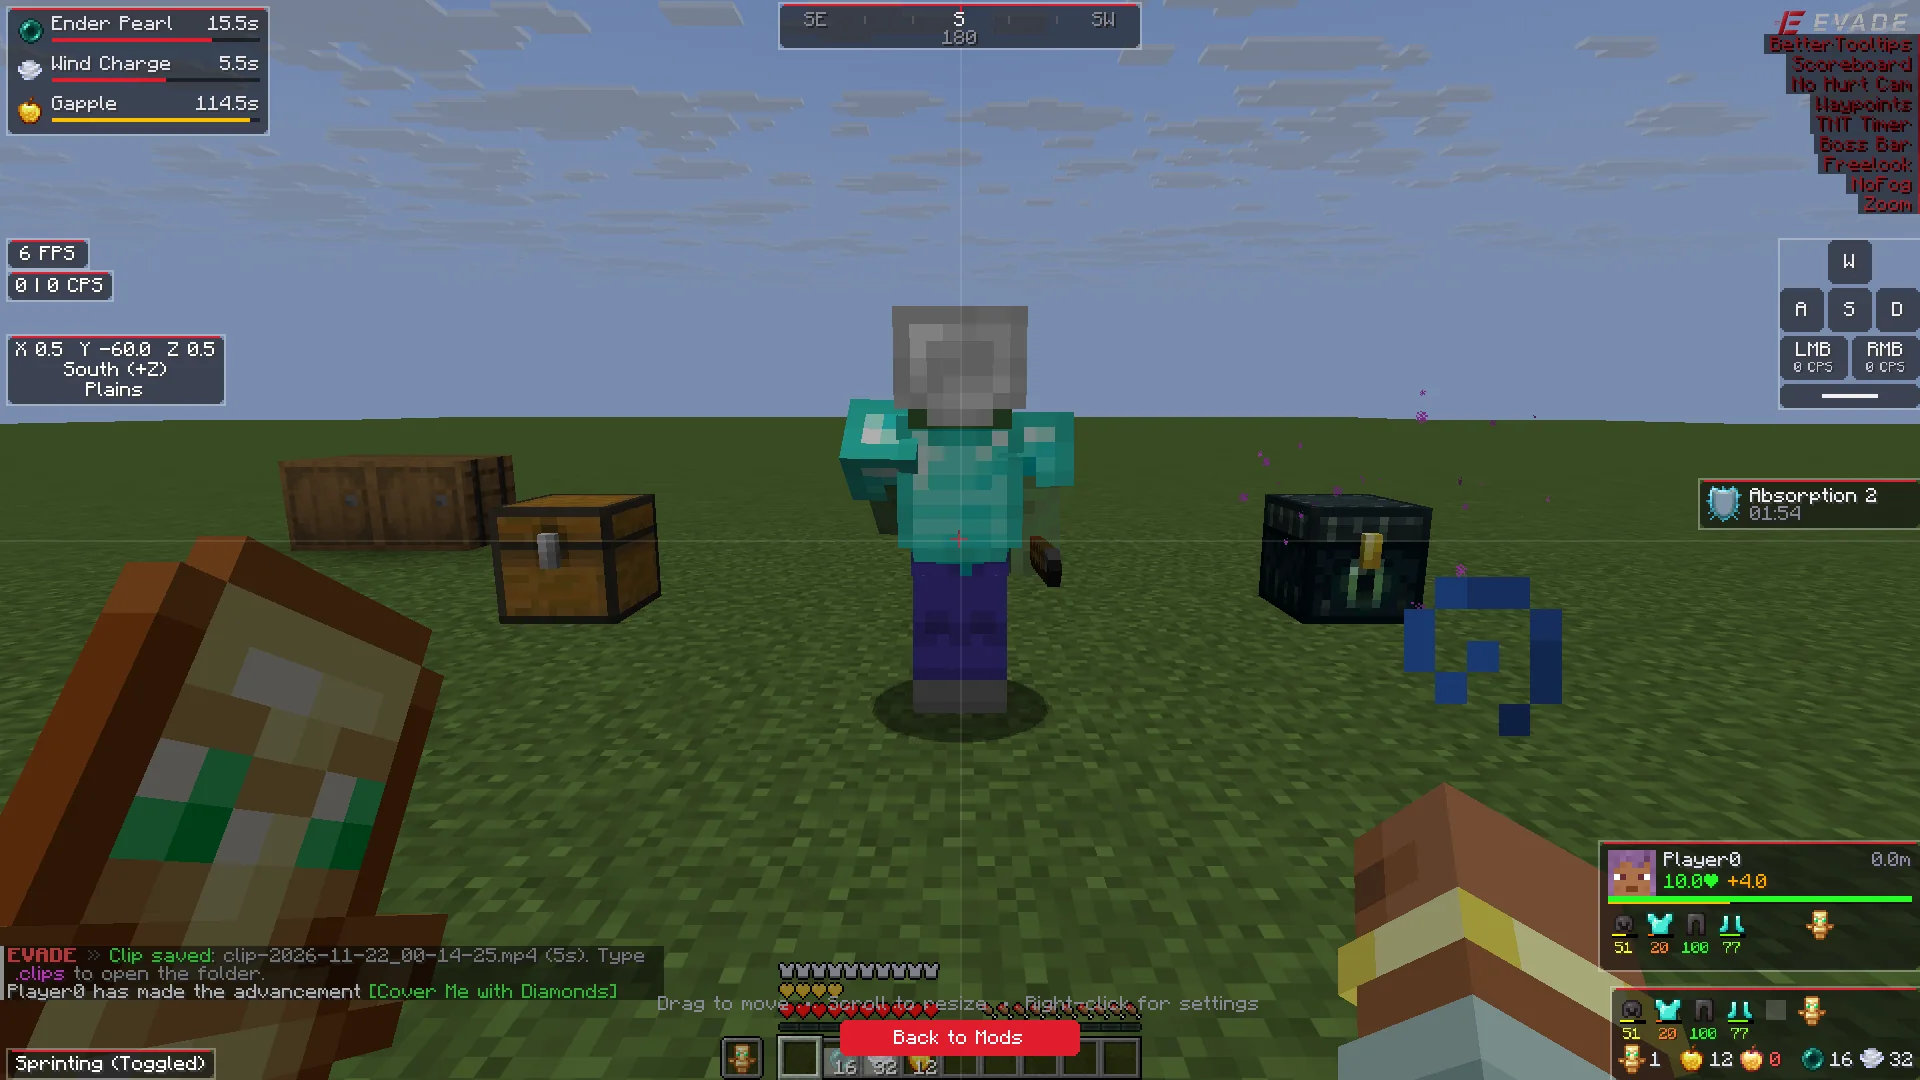 Ender Pearl 15.5s
Wind Charge 5.5s
Gapple 114.5s
SE S SW
180
EVADE
BetterTooltips
Scoreboard
No Hurt Cam
Waypoints
TNT Timer
Boss Bar
Freelook
NoFog
Zoom
6 FPS
0 | 0 CPS
X 0.5 Y -60.0 Z 0.5
South (+Z)
Plains
W
A S D
LMB RMB
0 CPS 0 CPS
Absorption 2
01:54
Player0 0.0m
10.0♥ +4.0
51 20 100 77
EVADE » Clip saved: clip-2026-11-22_00-14-25.mp4 (5s). Type
.clips to open the folder.
Player0 has made the advancement [Cover Me with Diamonds]
Drag to move • Scroll to resize • Right-click for settings
Back to Mods
16 32 12
Sprinting (Toggled)
51 20 100 77
1 12 0 16 32